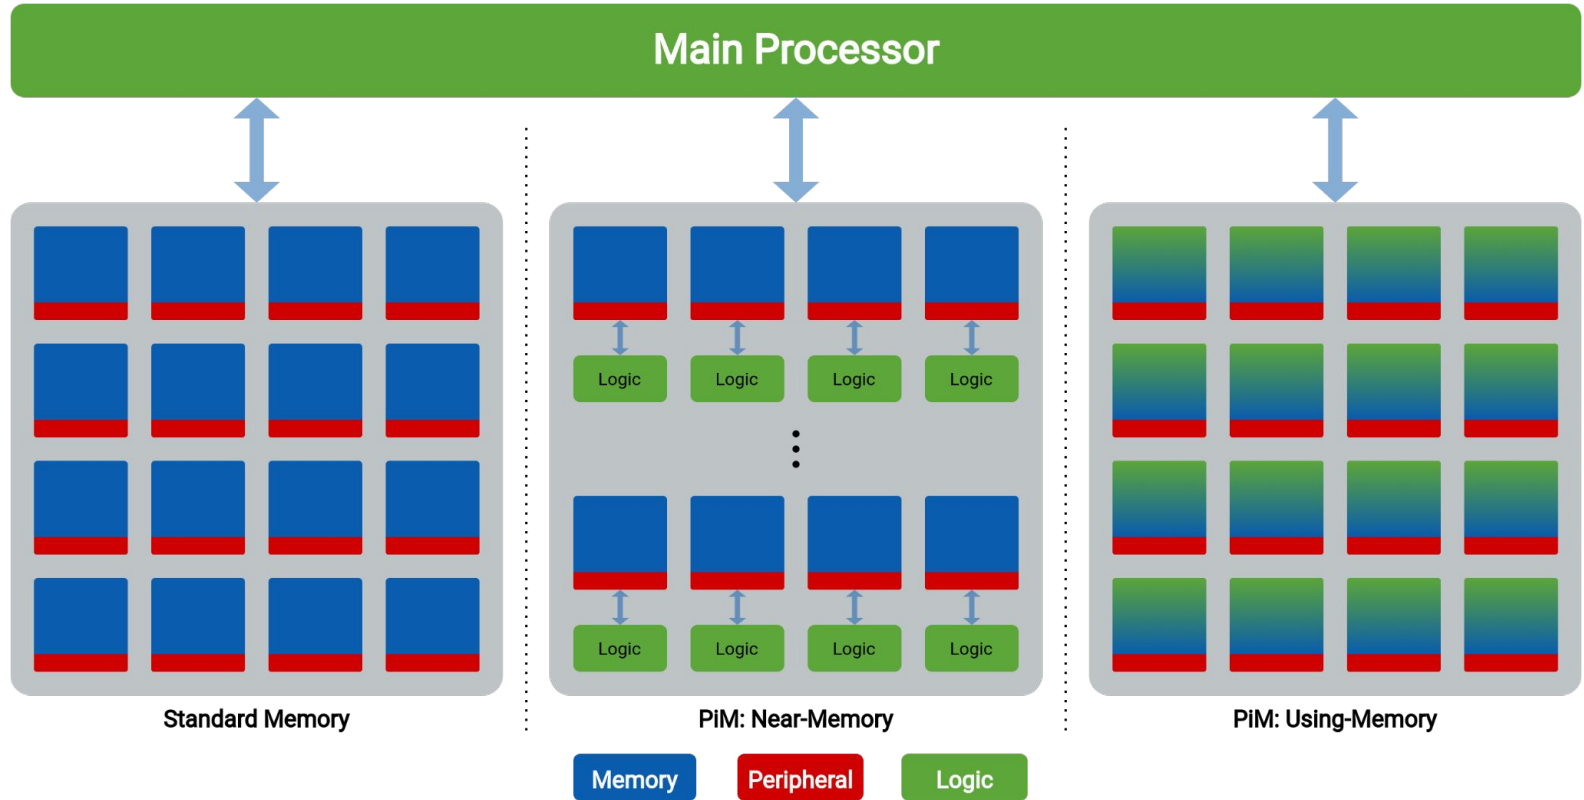 Main Processor
Logic Logic Logic Logic
Logic Logic Logic Logic
Standard Memory
PiM: Near-Memory
PiM: Using-Memory
Memory
Peripheral
Logic